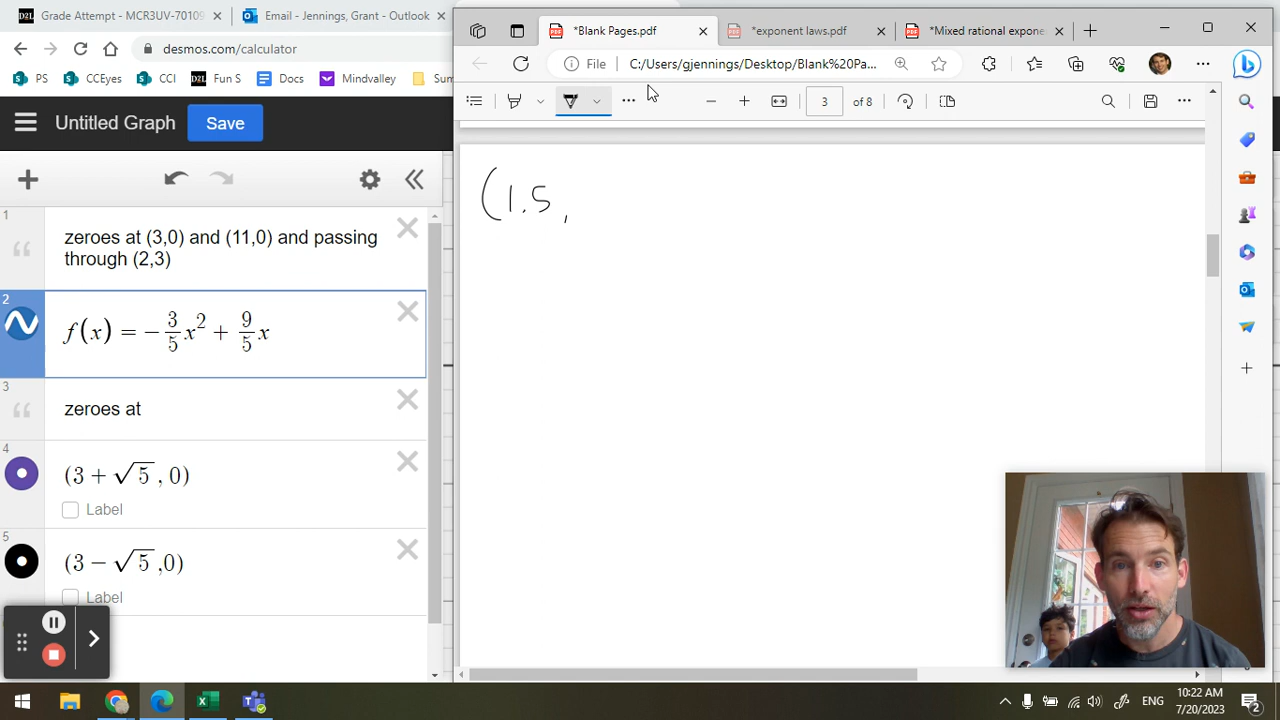 Grade Attempt - MCR3UV-70109
Email - Jennings, Grant - Outlook
*Blank Pages.pdf
*exponent laws.pdf
*Mixed rational expone
desmos.com/calculator
File C:/Users/gjennings/Desktop/Blank%20Pa...
PS CCEyes CCI Fun S Docs Mindvalley Sum
3 of 8
Untitled Graph Save
(1.5 ,
1
zeroes at (3,0) and (11,0) and passing
through (2,3)
2
f(x) = −3/5x² + 9/5x
3
zeroes at
4
(3 + √5 , 0)
Label
5
(3 − √5 ,0)
Label
ENG
10:22 AM
7/20/2023
2